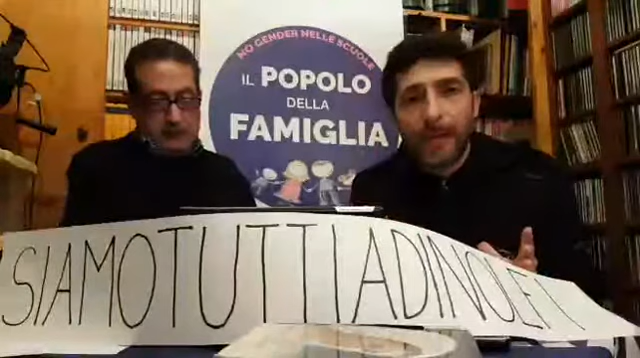 NO GENDER NELLE SCUOLE
IL POPOLO
DELLA
FAMIGLIA
SIAMOTUTTIADINOLFI